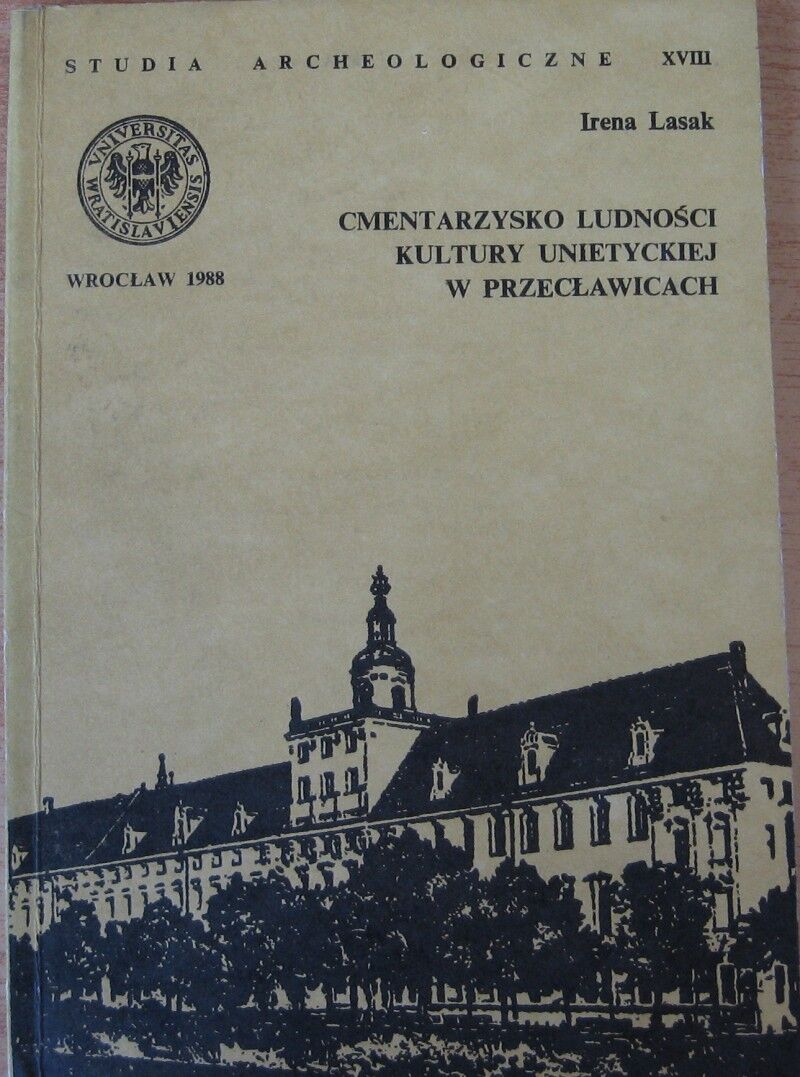 STUDIA ARCHEOLOGICZNE XVIII
Irena Lasak
VNIVERSITAS
WRATISLAVIENSIS
WROCŁAW 1988
CMENTARZYSKO LUDNOŚCI
KULTURY UNIETYCKIEJ
W PRZECŁAWICACH